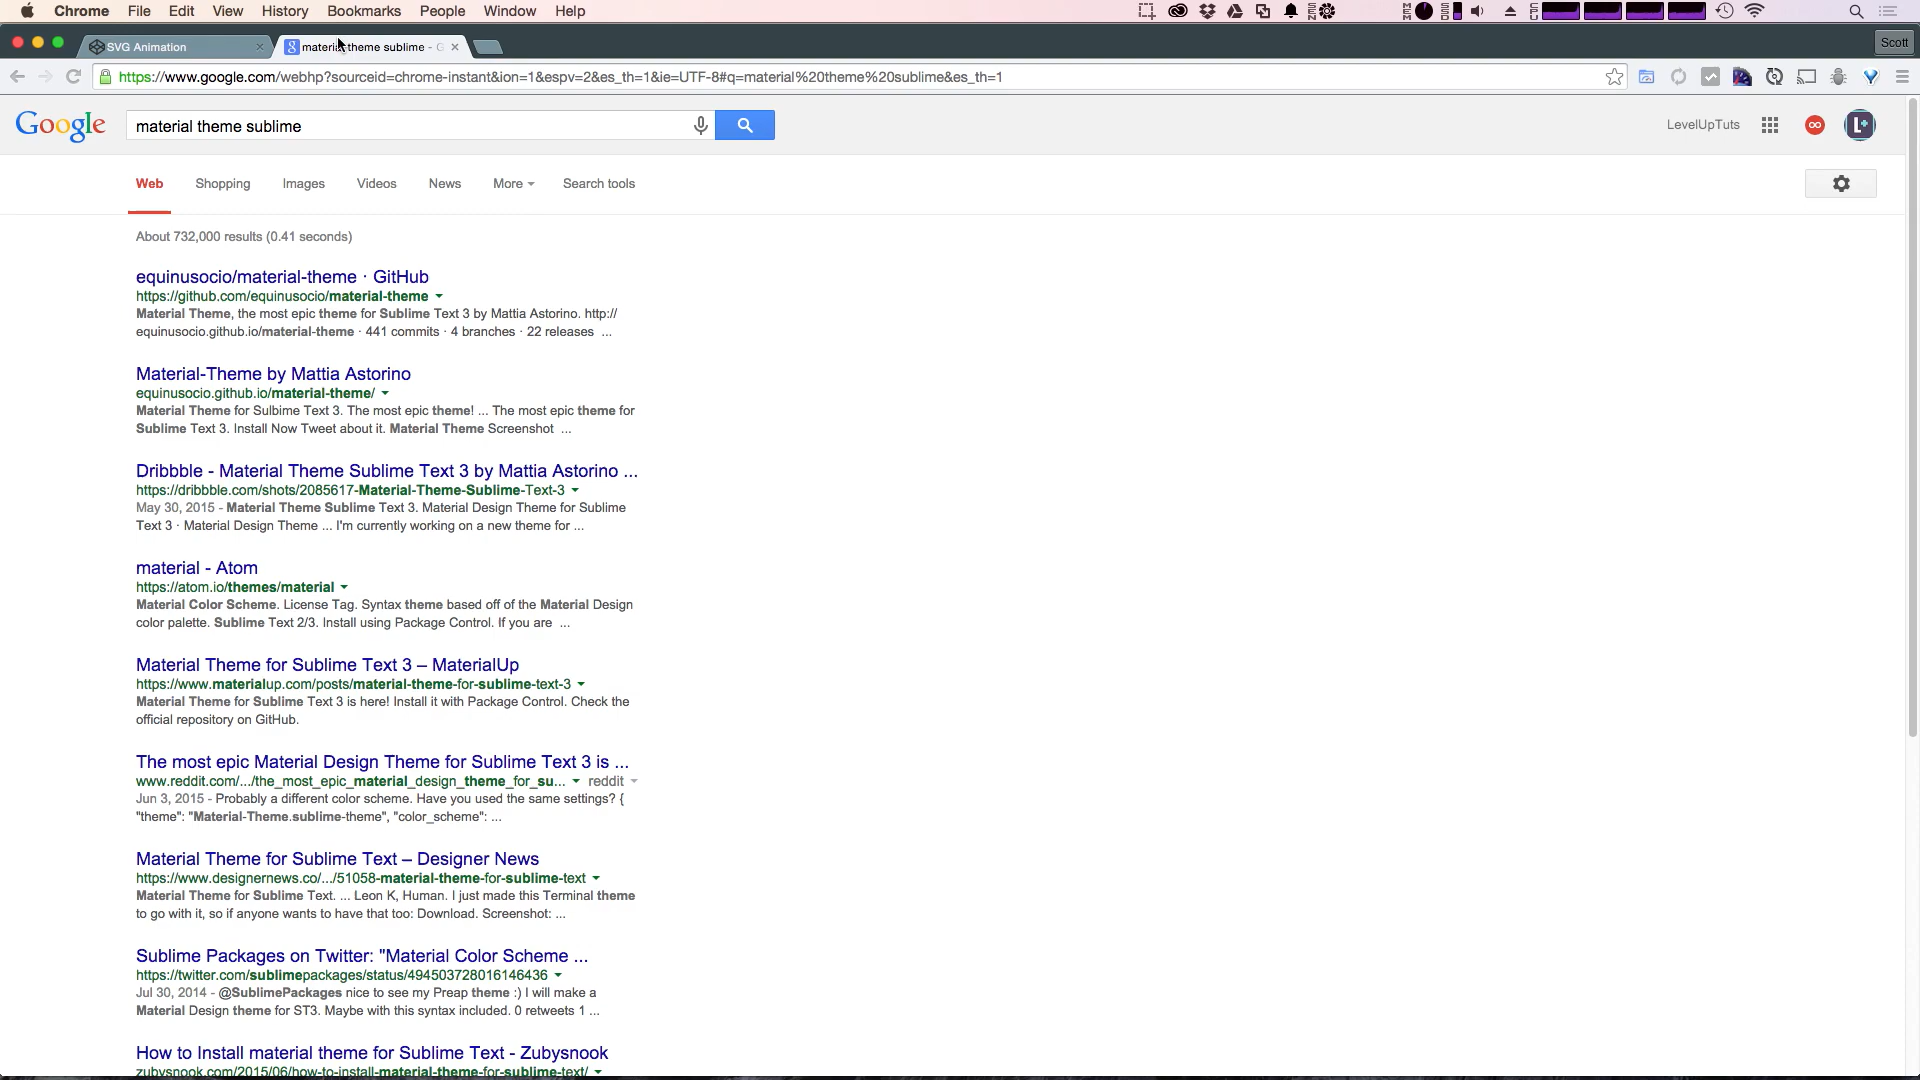 Chrome File Edit View History Bookmarks People Window Help
SVG Animation
material theme sublime - G
Scott
https://www.google.com/webhp?sourceid=chrome-instant&ion=1&espv=2&es_th=1&ie=UTF-8#q=material%20theme%20sublime&es_th=1
Google
material theme sublime
LevelUpTuts
L+
Web Shopping Images Videos News More Search tools
About 732,000 results (0.41 seconds)
equinusocio/material-theme · GitHub
https://github.com/equinusocio/material-theme
Material Theme, the most epic theme for Sublime Text 3 by Mattia Astorino. http://
equinusocio.github.io/material-theme · 441 commits · 4 branches · 22 releases ...
Material-Theme by Mattia Astorino
equinusocio.github.io/material-theme/
Material Theme for Sulbime Text 3. The most epic theme! ... The most epic theme for
Sublime Text 3. Install Now Tweet about it. Material Theme Screenshot ...
Dribbble - Material Theme Sublime Text 3 by Mattia Astorino ...
https://dribbble.com/shots/2085617-Material-Theme-Sublime-Text-3
May 30, 2015 - Material Theme Sublime Text 3. Material Design Theme for Sublime
Text 3 · Material Design Theme ... I'm currently working on a new theme for ...
material - Atom
https://atom.io/themes/material
Material Color Scheme. License Tag. Syntax theme based off of the Material Design
color palette. Sublime Text 2/3. Install using Package Control. If you are ...
Material Theme for Sublime Text 3 – MaterialUp
https://www.materialup.com/posts/material-theme-for-sublime-text-3
Material Theme for Sublime Text 3 is here! Install it with Package Control. Check the
official repository on GitHub.
The most epic Material Design Theme for Sublime Text 3 is ...
www.reddit.com/.../the_most_epic_material_design_theme_for_su... reddit
Jun 3, 2015 - Probably a different color scheme. Have you used the same settings? {
"theme": "Material-Theme.sublime-theme", "color_scheme": ...
Material Theme for Sublime Text – Designer News
https://www.designernews.co/.../51058-material-theme-for-sublime-text
Material Theme for Sublime Text. ... Leon K, Human. I just made this Terminal theme
to go with it, so if anyone wants to have that too: Download. Screenshot: ...
Sublime Packages on Twitter: "Material Color Scheme ...
https://twitter.com/sublimepackages/status/494503728016146436
Jul 30, 2014 - @SublimePackages nice to see my Preap theme :) I will make a
Material Design theme for ST3. Maybe with this syntax included. 0 retweets 1 ...
How to Install material theme for Sublime Text - Zubysnook
zubysnook.com/2015/06/how-to-install-material-theme-for-sublime-text/